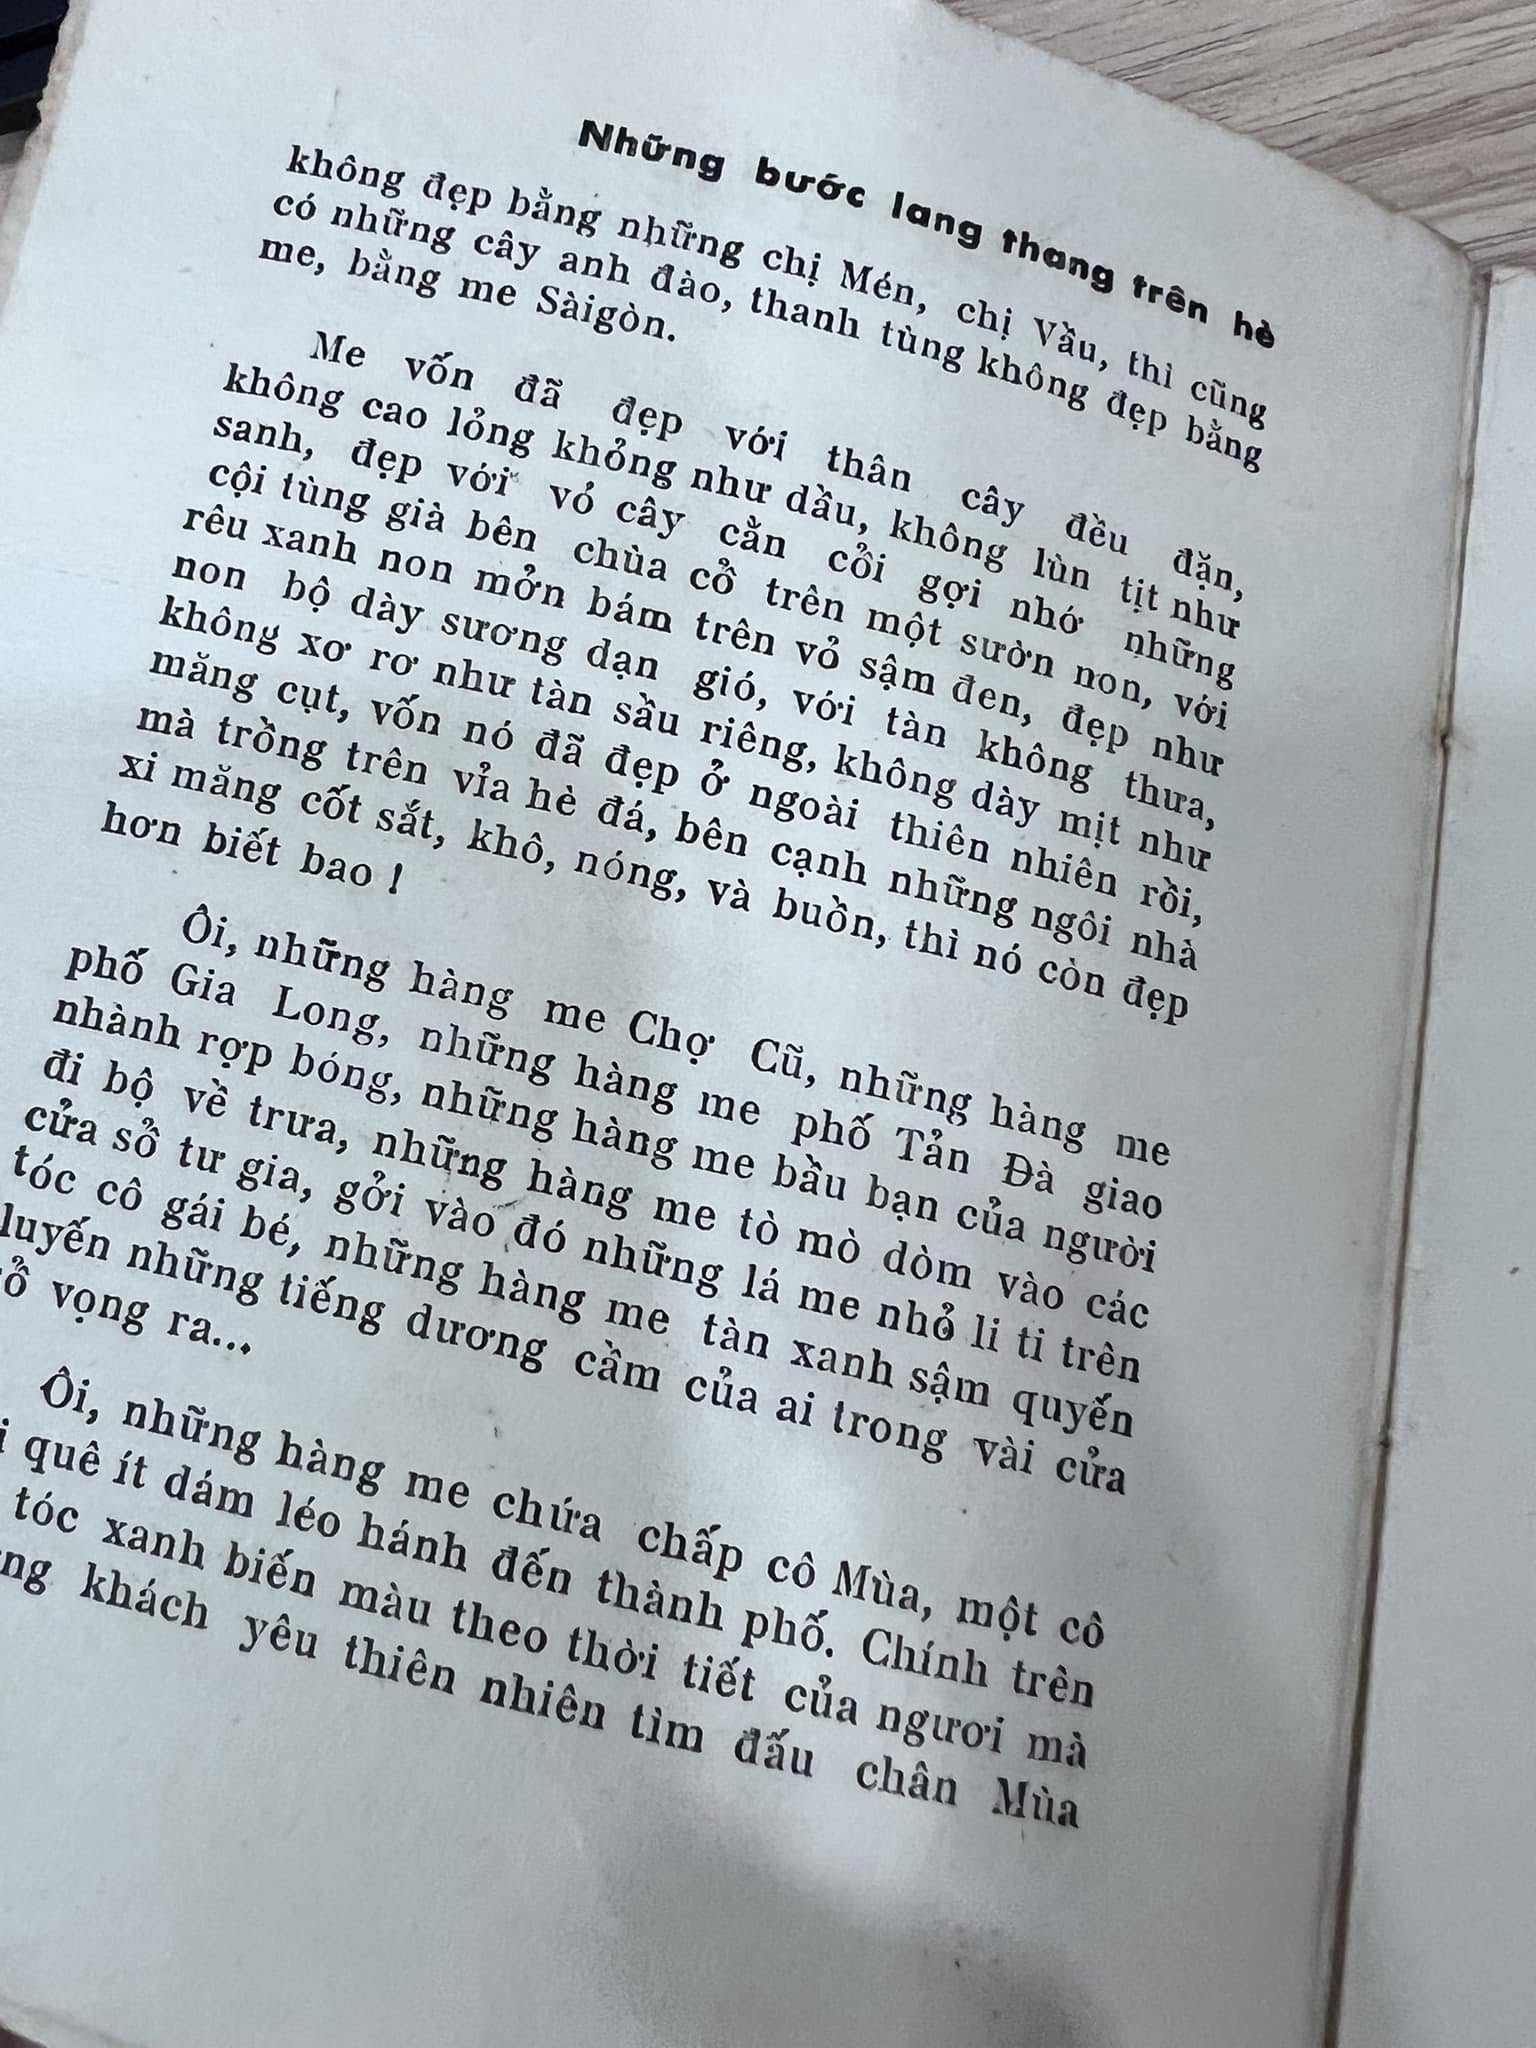 Những bước lang thang trên hè
không đẹp bằng những chị Mén, chị Vầu, thì cũng
có những cây anh đào, thanh tùng không đẹp bằng
me, bằng me Sàigòn.
Me vốn đã đẹp với thân cây đều đặn,
không cao lỏng khỏng như dầu, không lùn tịt như
sanh, đẹp với vỏ cây cằn cỗi gợi nhớ những
cội tùng già bên chùa cổ trên một sườn non, với
rêu xanh non mởn bám trên vỏ sậm đen, đẹp như
non bộ dày sương dạn gió, với tàn không thưa,
không xơ rơ như tàn sầu riêng, không dày mịt như
măng cụt, vốn nó đã đẹp ở ngoài thiên nhiên rồi,
mà trồng trên vỉa hè đá, bên cạnh những ngôi nhà
xi măng cốt sắt, khô, nóng, và buồn, thì nó còn đẹp
hơn biết bao !
Ôi, những hàng me Chợ Cũ, những hàng me
phố Gia Long, những hàng me phố Tản Đà giao
nhành rợp bóng, những hàng me bầu bạn của người
đi bộ về trưa, những hàng me tò mò dòm vào các
cửa sổ tư gia, gởi vào đó những lá me nhỏ li ti trên
tóc cô gái bé, những hàng me tàn xanh sậm quyến
luyến những tiếng dương cầm của ai trong vài cửa
sổ vọng ra...
Ôi, những hàng me chứa chấp cô Mùa, một cô
quê ít dám léo hánh đến thành phố. Chính trên
tóc xanh biến màu theo thời tiết của ngươi mà
khách yêu thiên nhiên tìm dấu chân Mùa